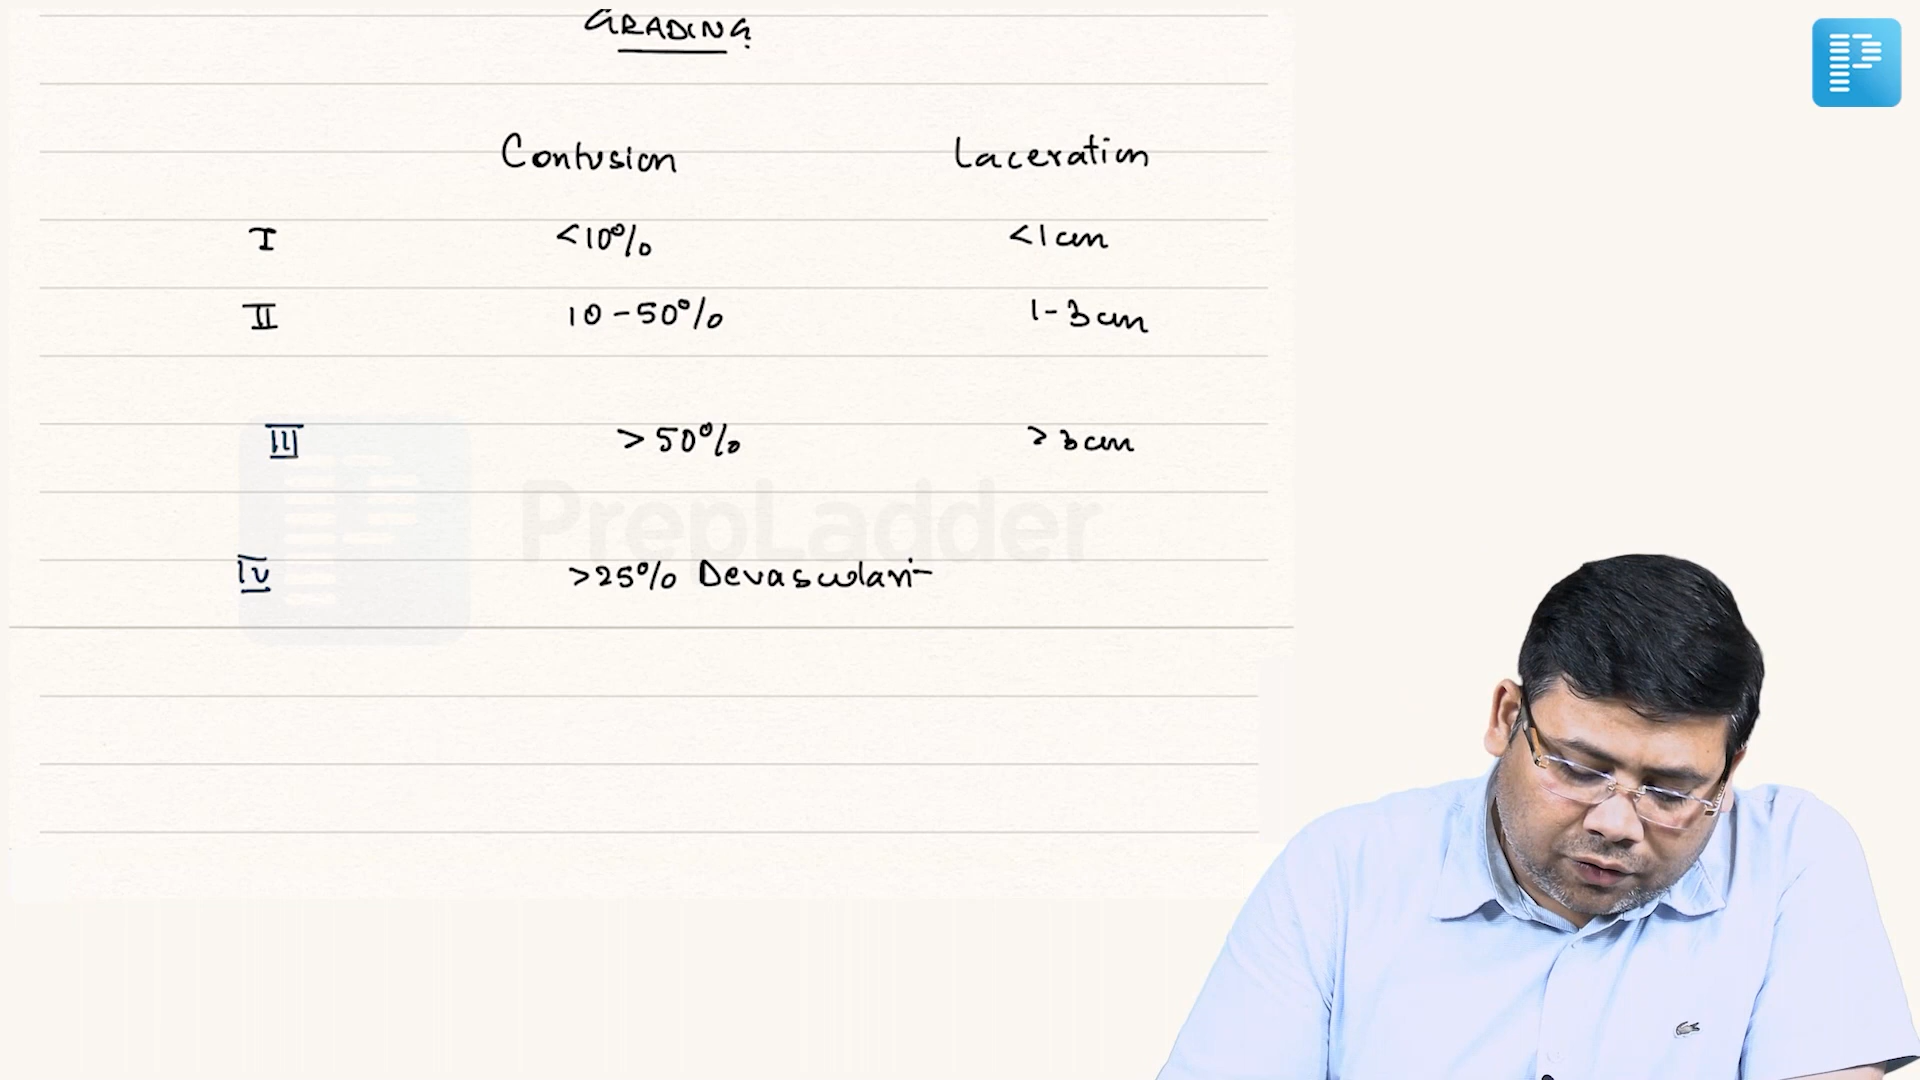 GRADING
Contusion Laceration
I <10% <1cm
II 10-50% 1-3cm
III >50% >3cm
PrepLadder
IV >25% Devasculari-